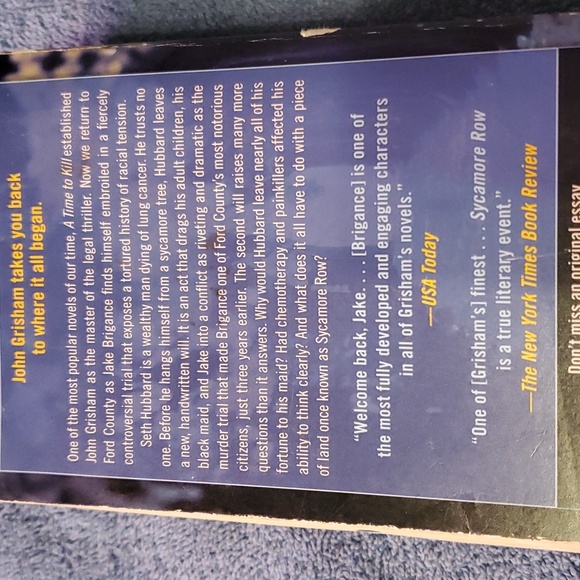 John Grisham takes you back
to where it all began.
One of the most popular novels of our time, A Time to Kill established
John Grisham as the master of the legal thriller. Now we return to
Ford County as Jake Brigance finds himself embroiled in a fiercely
controversial trial that exposes a tortured history of racial tension.
Seth Hubbard is a wealthy man dying of lung cancer. He trusts no
one. Before he hangs himself from a sycamore tree, Hubbard leaves
a new, handwritten will. It is an act that drags his adult children, his
black maid, and Jake into a conflict as riveting and dramatic as the
murder trial that made Brigance one of Ford County's most notorious
citizens, just three years earlier. The second will raises many more
questions than it answers. Why would Hubbard leave nearly all of his
fortune to his maid? Had chemotherapy and painkillers affected his
ability to think clearly? And what does it all have to do with a piece
of land once known as Sycamore Row?
“Welcome back, Jake. . . . [Brigance] is one of
the most fully developed and engaging characters
in all of Grisham's novels.”
—USA Today
“One of [Grisham's] finest . . . Sycamore Row
is a true literary event.”
—The New York Times Book Review
Don't miss an original essay